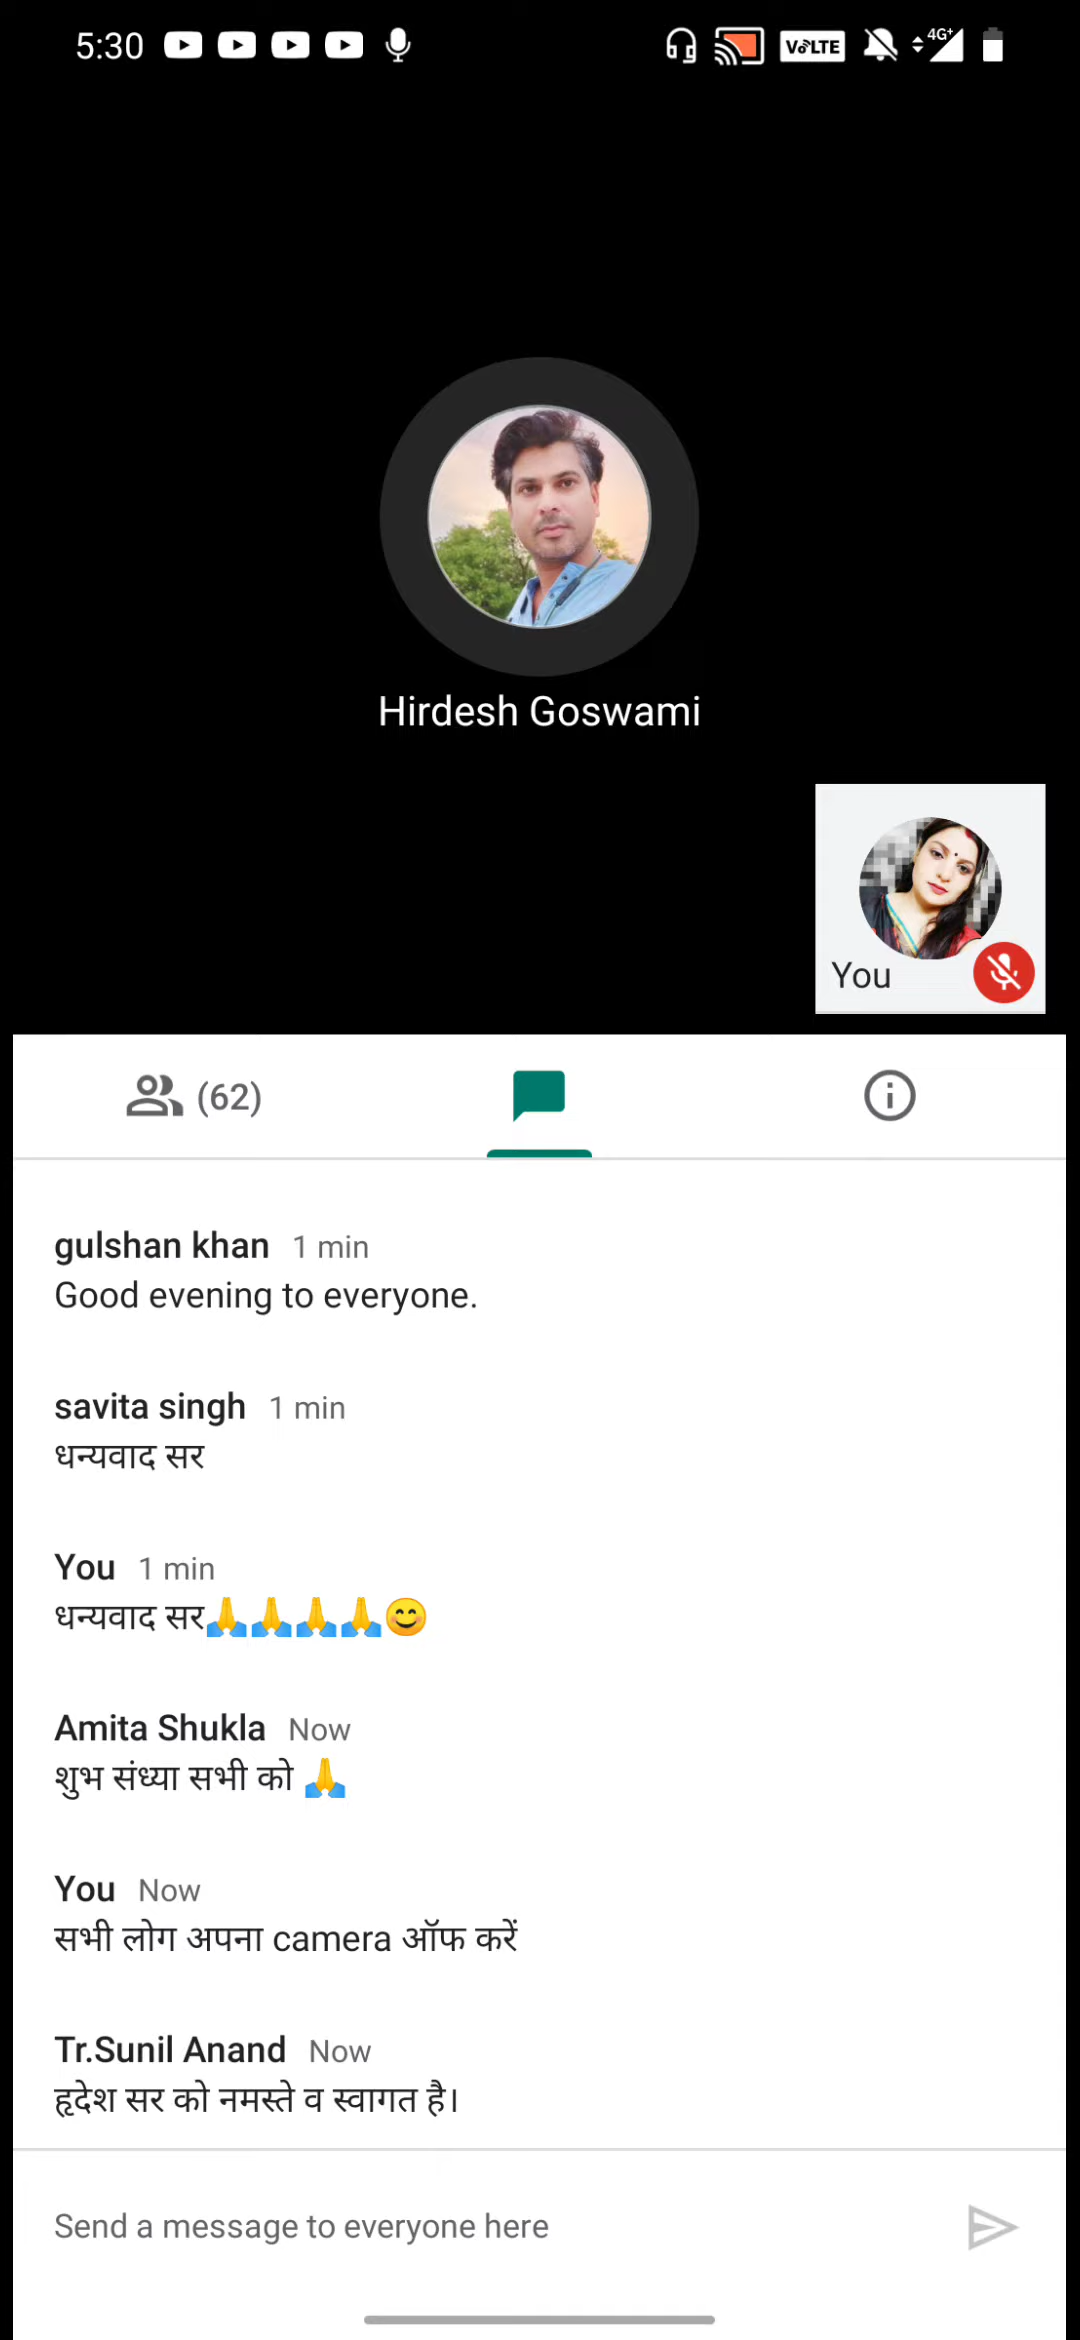 5:30
VoLTE 4G+
Hirdesh Goswami
You
(62)
gulshan khan 1 min
Good evening to everyone.
savita singh 1 min
धन्यवाद सर
You 1 min
धन्यवाद सर🙏🙏🙏🙏😊
Amita Shukla Now
शुभ संध्या सभी को 🙏
You Now
सभी लोग अपना camera ऑफ करें
Tr.Sunil Anand Now
हृदेश सर को नमस्ते व स्वागत है।
Send a message to everyone here